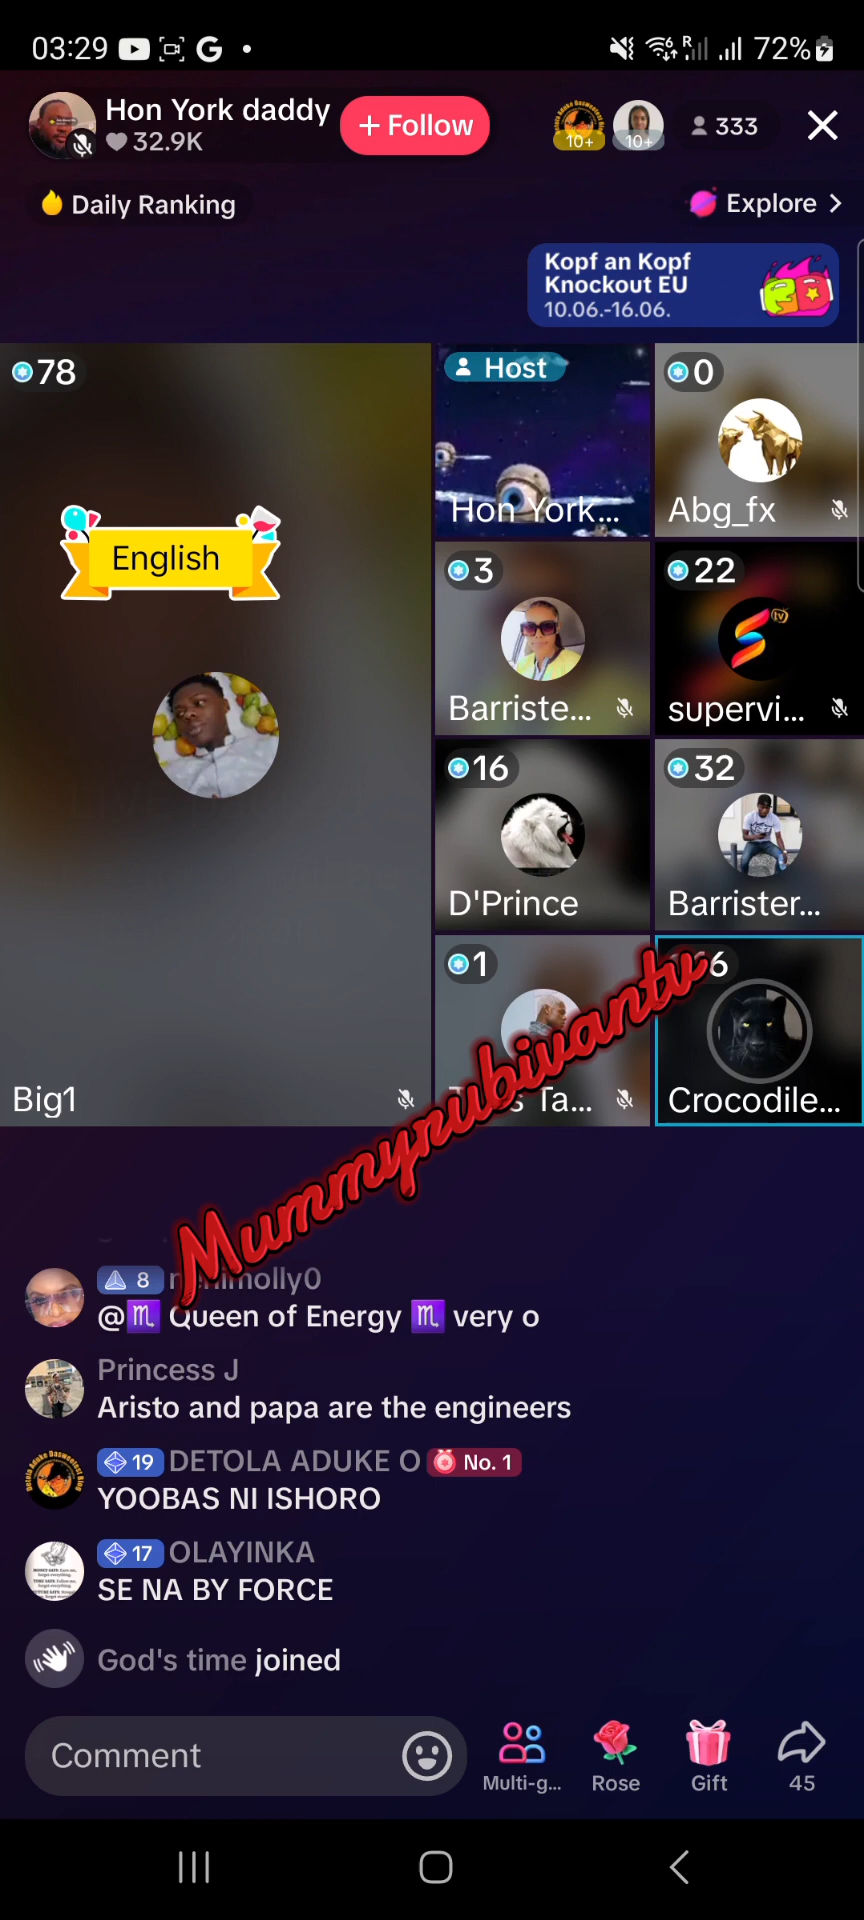 03:29
72%
Hon York daddy
32.9K
+ Follow
10+
10+
333
Daily Ranking
Explore >
Kopf an Kopf
Knockout EU
10.06.-16.06.
78
Host
0
Hon York...
Abg_fx
English
3
22
Barriste...
supervi...
16
32
D'Prince
Barrister...
1
6
Ta...
Big1
Crocodile...
Mummyrubivantv
8
@♏ Queen of Energy ♏ very o
Princess J
Aristo and papa are the engineers
19 DETOLA ADUKE O No. 1
YOOBAS NI ISHORO
17 OLAYINKA
SE NA BY FORCE
God's time joined
Comment
Multi-g...
Rose
Gift
45